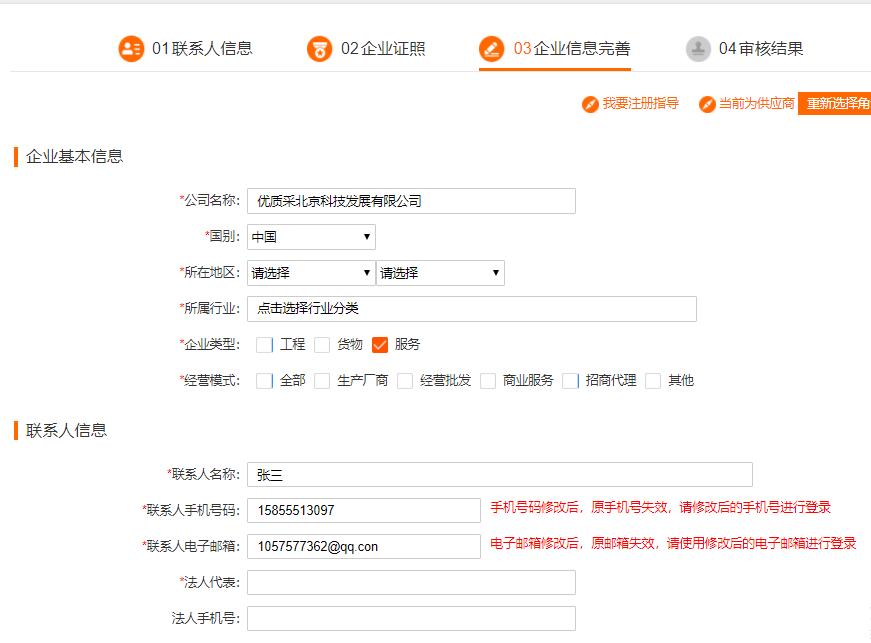 01联系人信息 02企业证照 03企业信息完善 04审核结果
我要注册指导 当前为供应商 重新选择角
企业基本信息
*公司名称: 优质采北京科技发展有限公司
*国别: 中国
*所在地区: 请选择 请选择
*所属行业: 点击选择行业分类
*企业类型: 工程 货物 服务
*经营模式: 全部 生产厂商 经营批发 商业服务 招商代理 其他
联系人信息
*联系人名称: 张三
*联系人手机号码: 15855513097 手机号码修改后，原手机号失效，请修改后的手机号进行登录
*联系人电子邮箱: 1057577362@qq.con 电子邮箱修改后，原邮箱失效，请使用修改后的电子邮箱进行登录
*法人代表:
法人手机号: